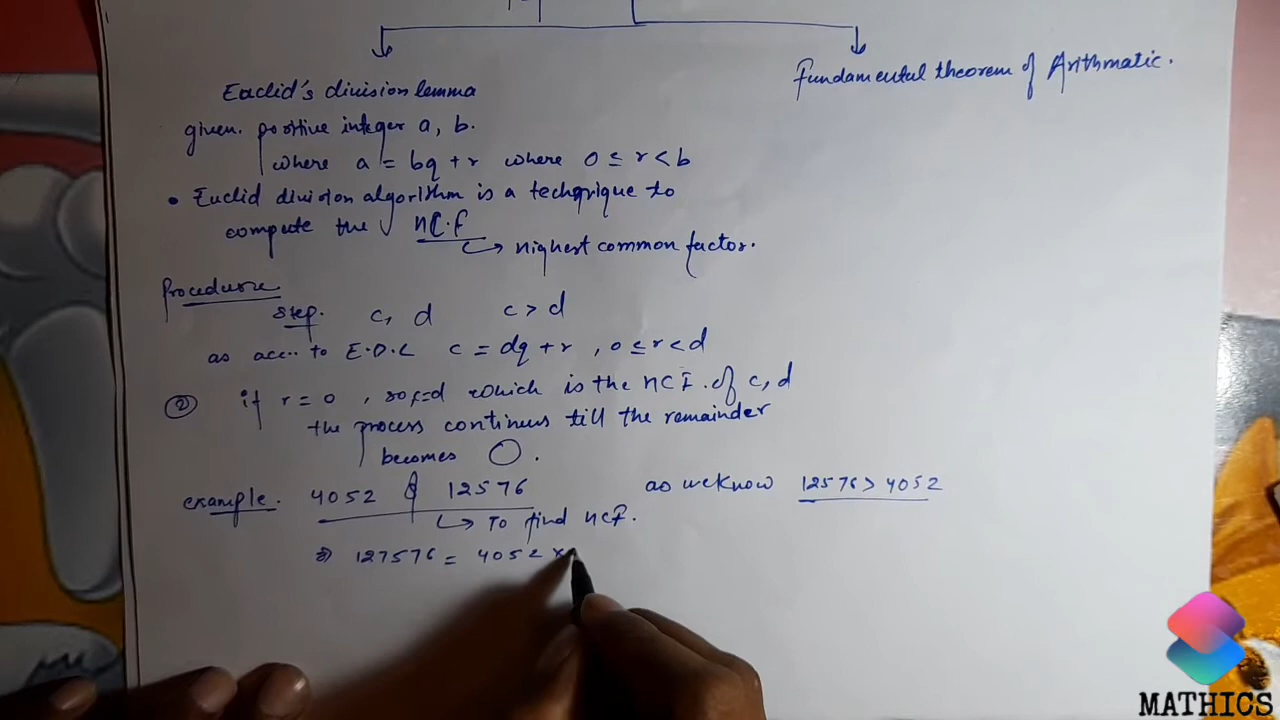 Fundamental theorem of Arithmatic.
Euclid's division lemma
given. positive integer a, b.
where a = bq + r where 0 ≤ r < b
• Euclid division algorithm is a technique to
compute the H.C.F
↳ highest common factor.
Procedure
Step. c, d c > d
as acc.. to E.D.L c = dq + r , 0 ≤ r < d
② if r = 0 , which is the HCF. of c, d
the process continues till the remainder
becomes 0.
example. 4052 & 12576 as we know 12576 > 4052
↳ To find HCF.
⇒ 127576 = 4052 ×
MATHICS